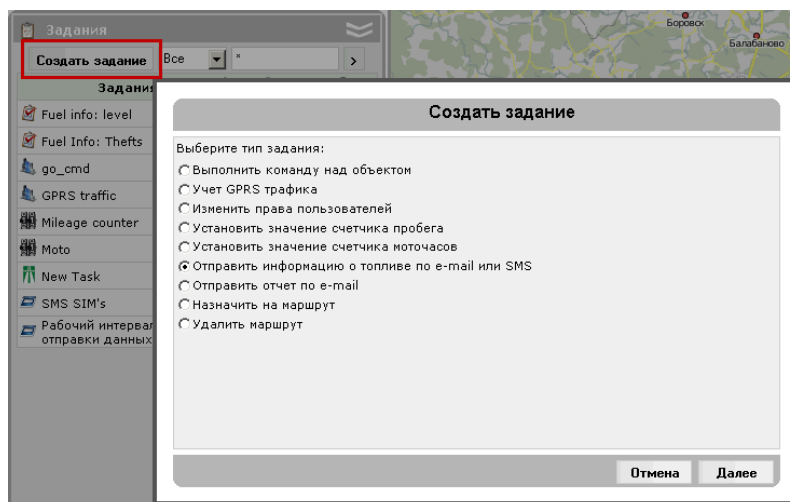 Задания
Создать задание
Все
*
>
Боровск
Балабаново
Задания
Fuel info: level
Fuel Info: Thefts
go_cmd
GPRS traffic
Mileage counter
Moto
New Task
SMS SIM's
Рабочий интервал
отправки данных
Создать задание
Выберите тип задания:
Выполнить команду над объектом
Учет GPRS трафика
Изменить права пользователей
Установить значение счетчика пробега
Установить значение счетчика моточасов
Отправить информацию о топливе по e-mail или SMS
Отправить отчет по e-mail
Назначить на маршрут
Удалить маршрут
Отмена
Далее